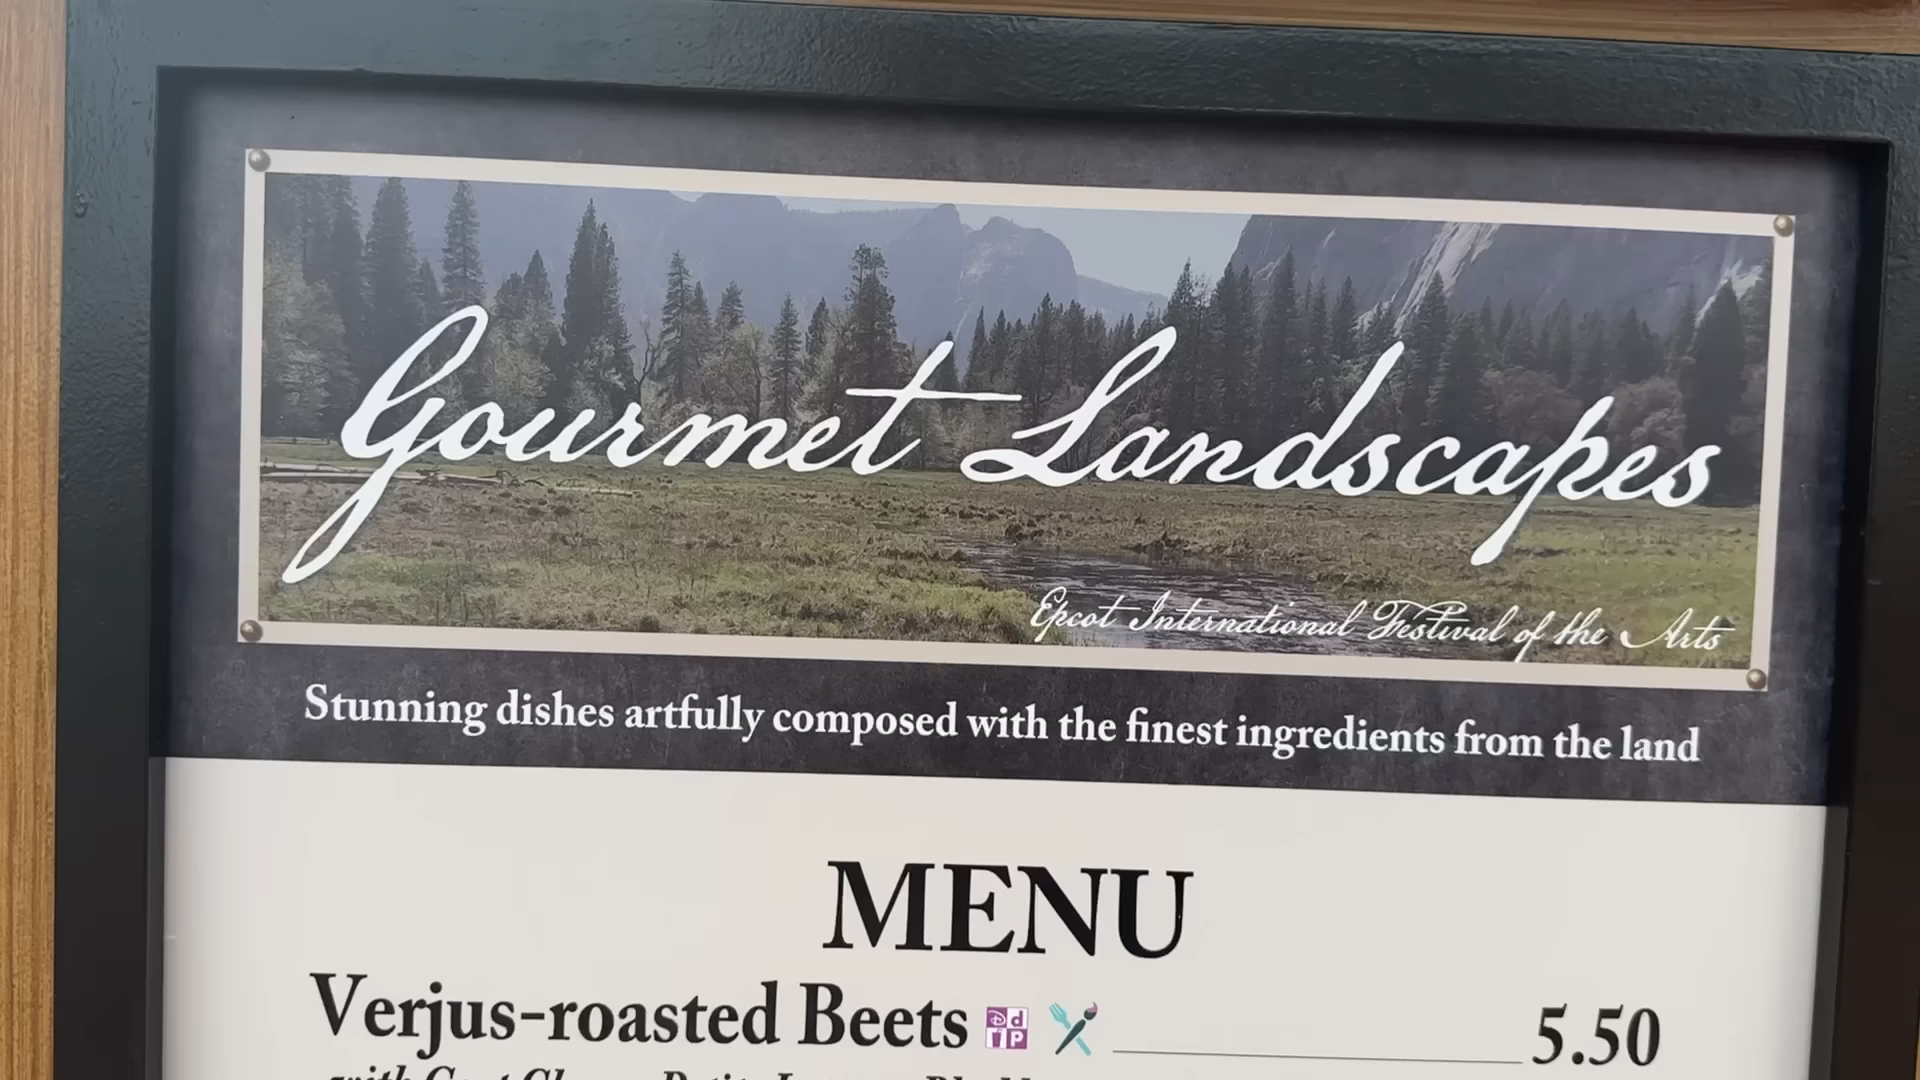 Gourmet Landscapes
Epcot International Festival of the Arts
Stunning dishes artfully composed with the finest ingredients from the land
MENU
Verjus-roasted Beets 5.50